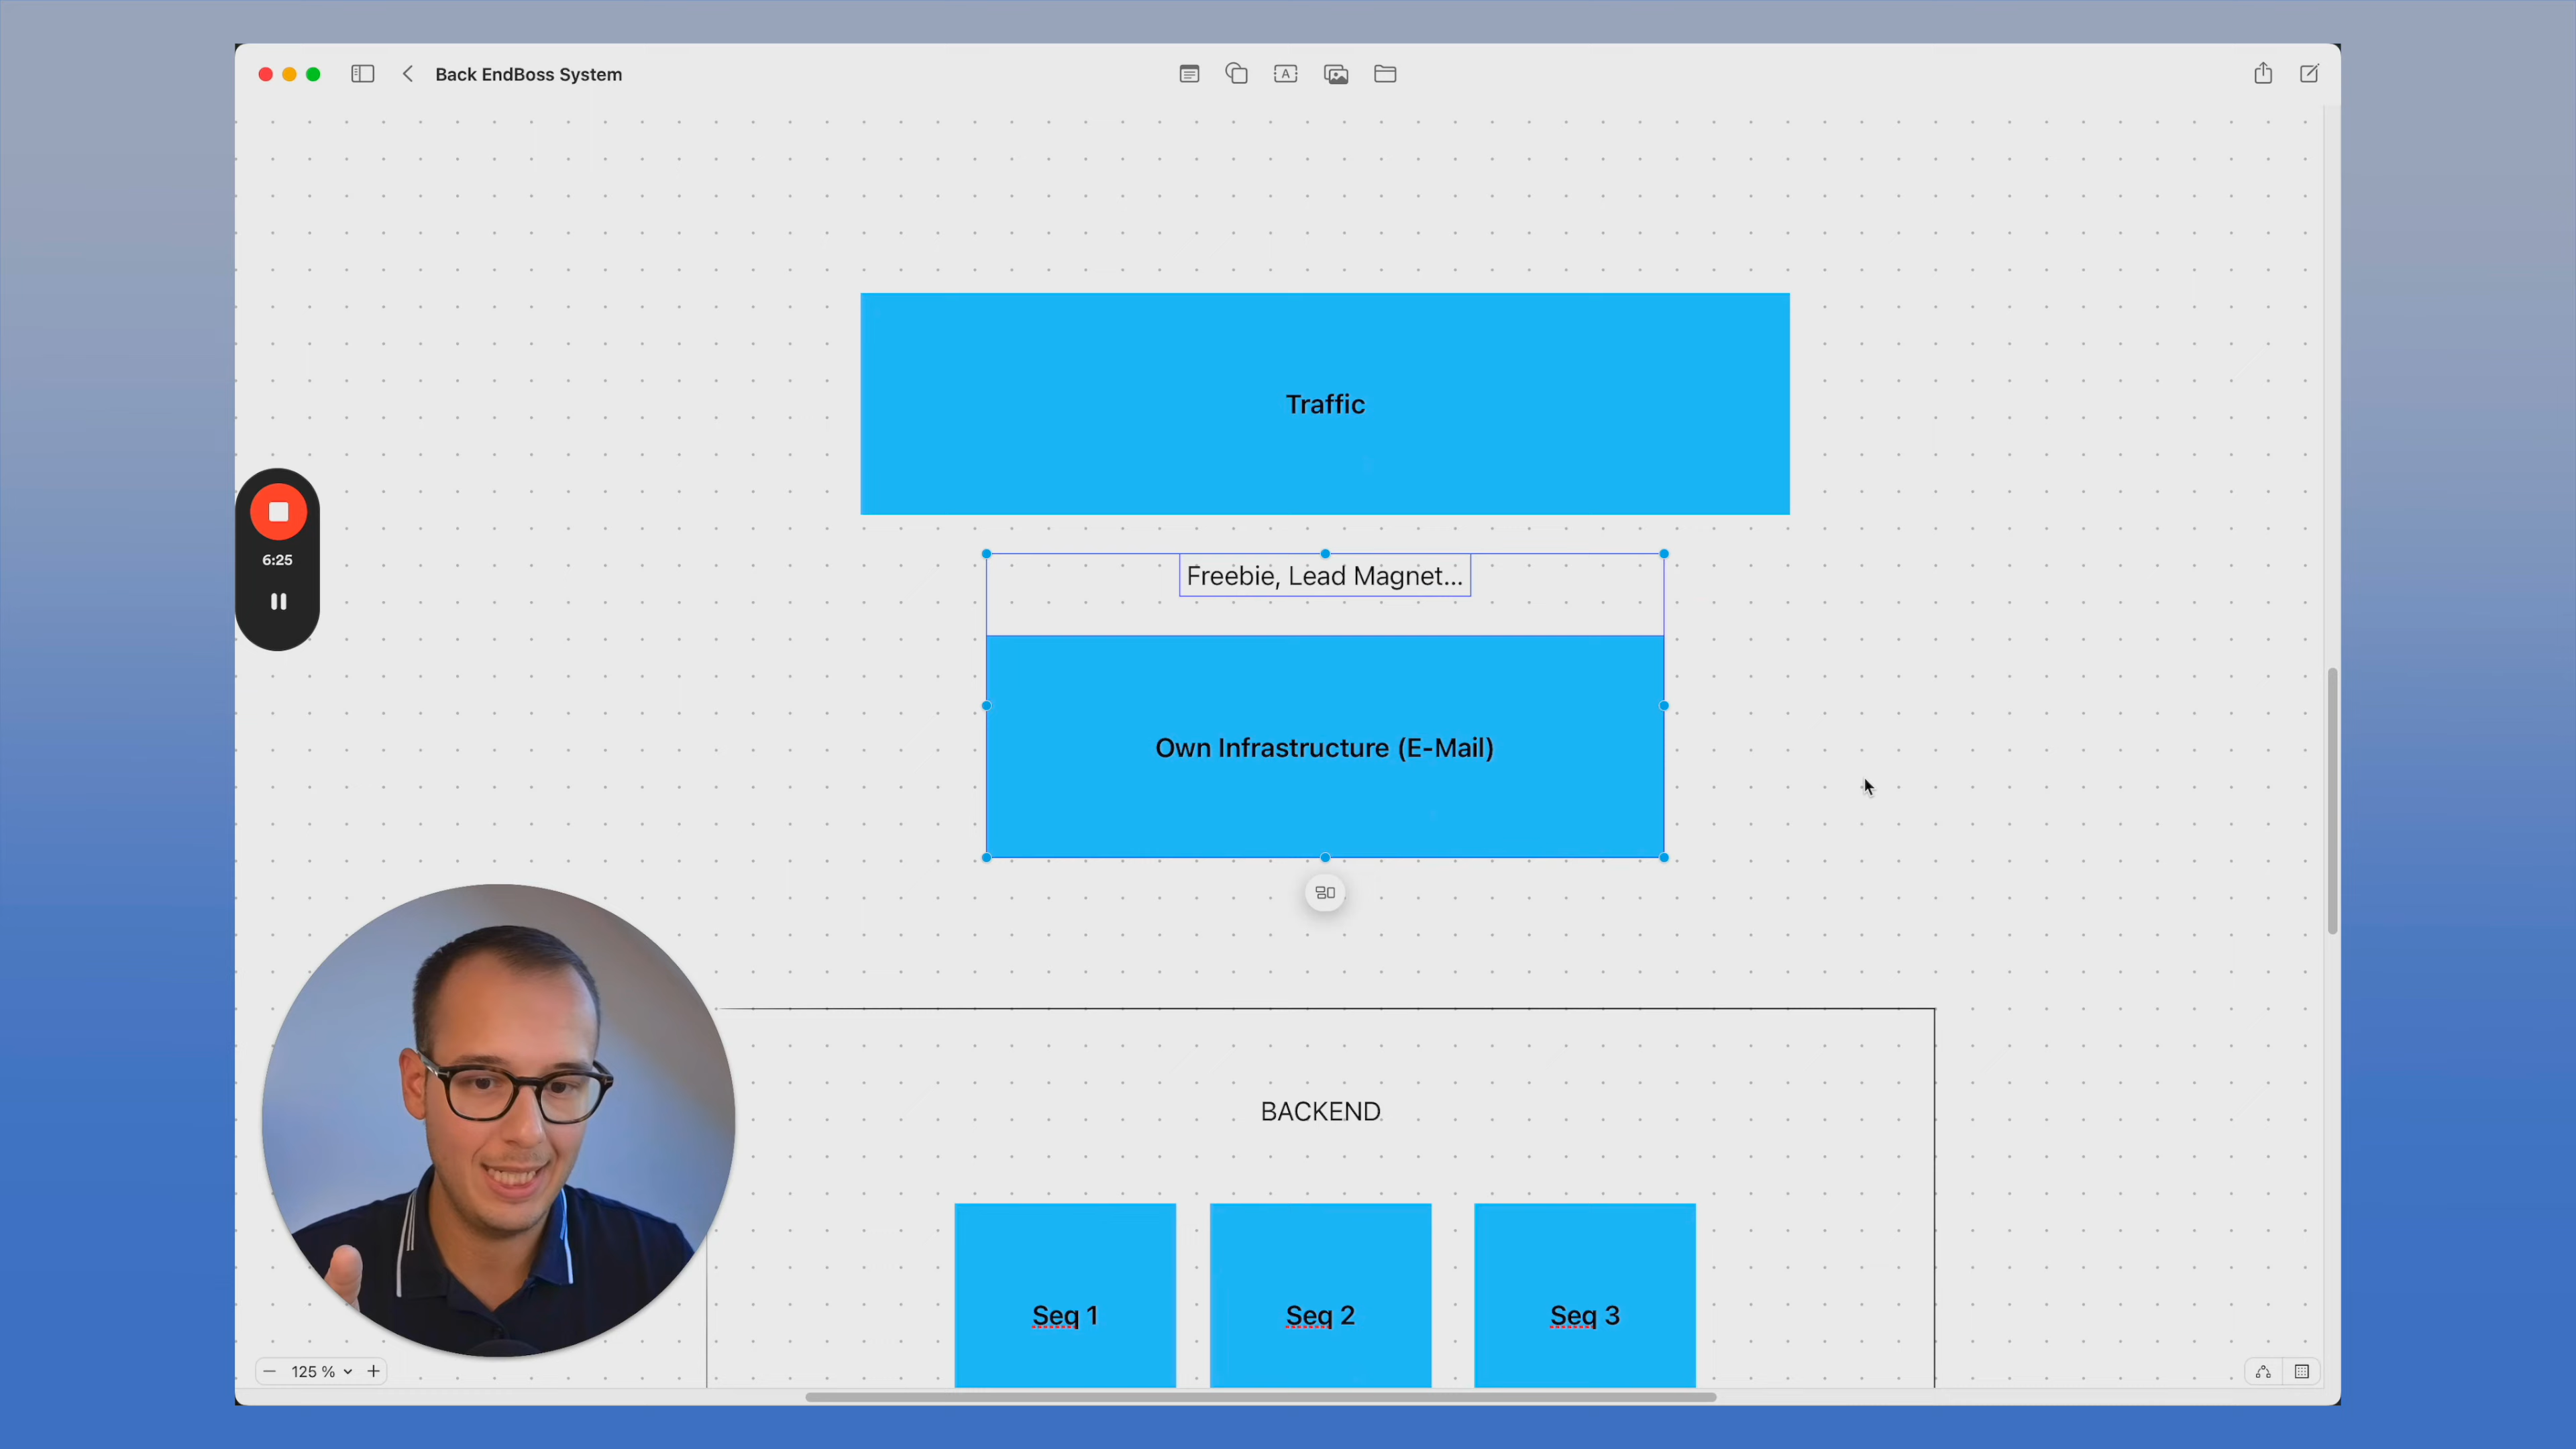 Back EndBoss System
Traffic
6:25
Freebie, Lead Magnet...
Own Infrastructure (E-Mail)
BACKEND
Seq 1
Seq 2
Seq 3
125 %